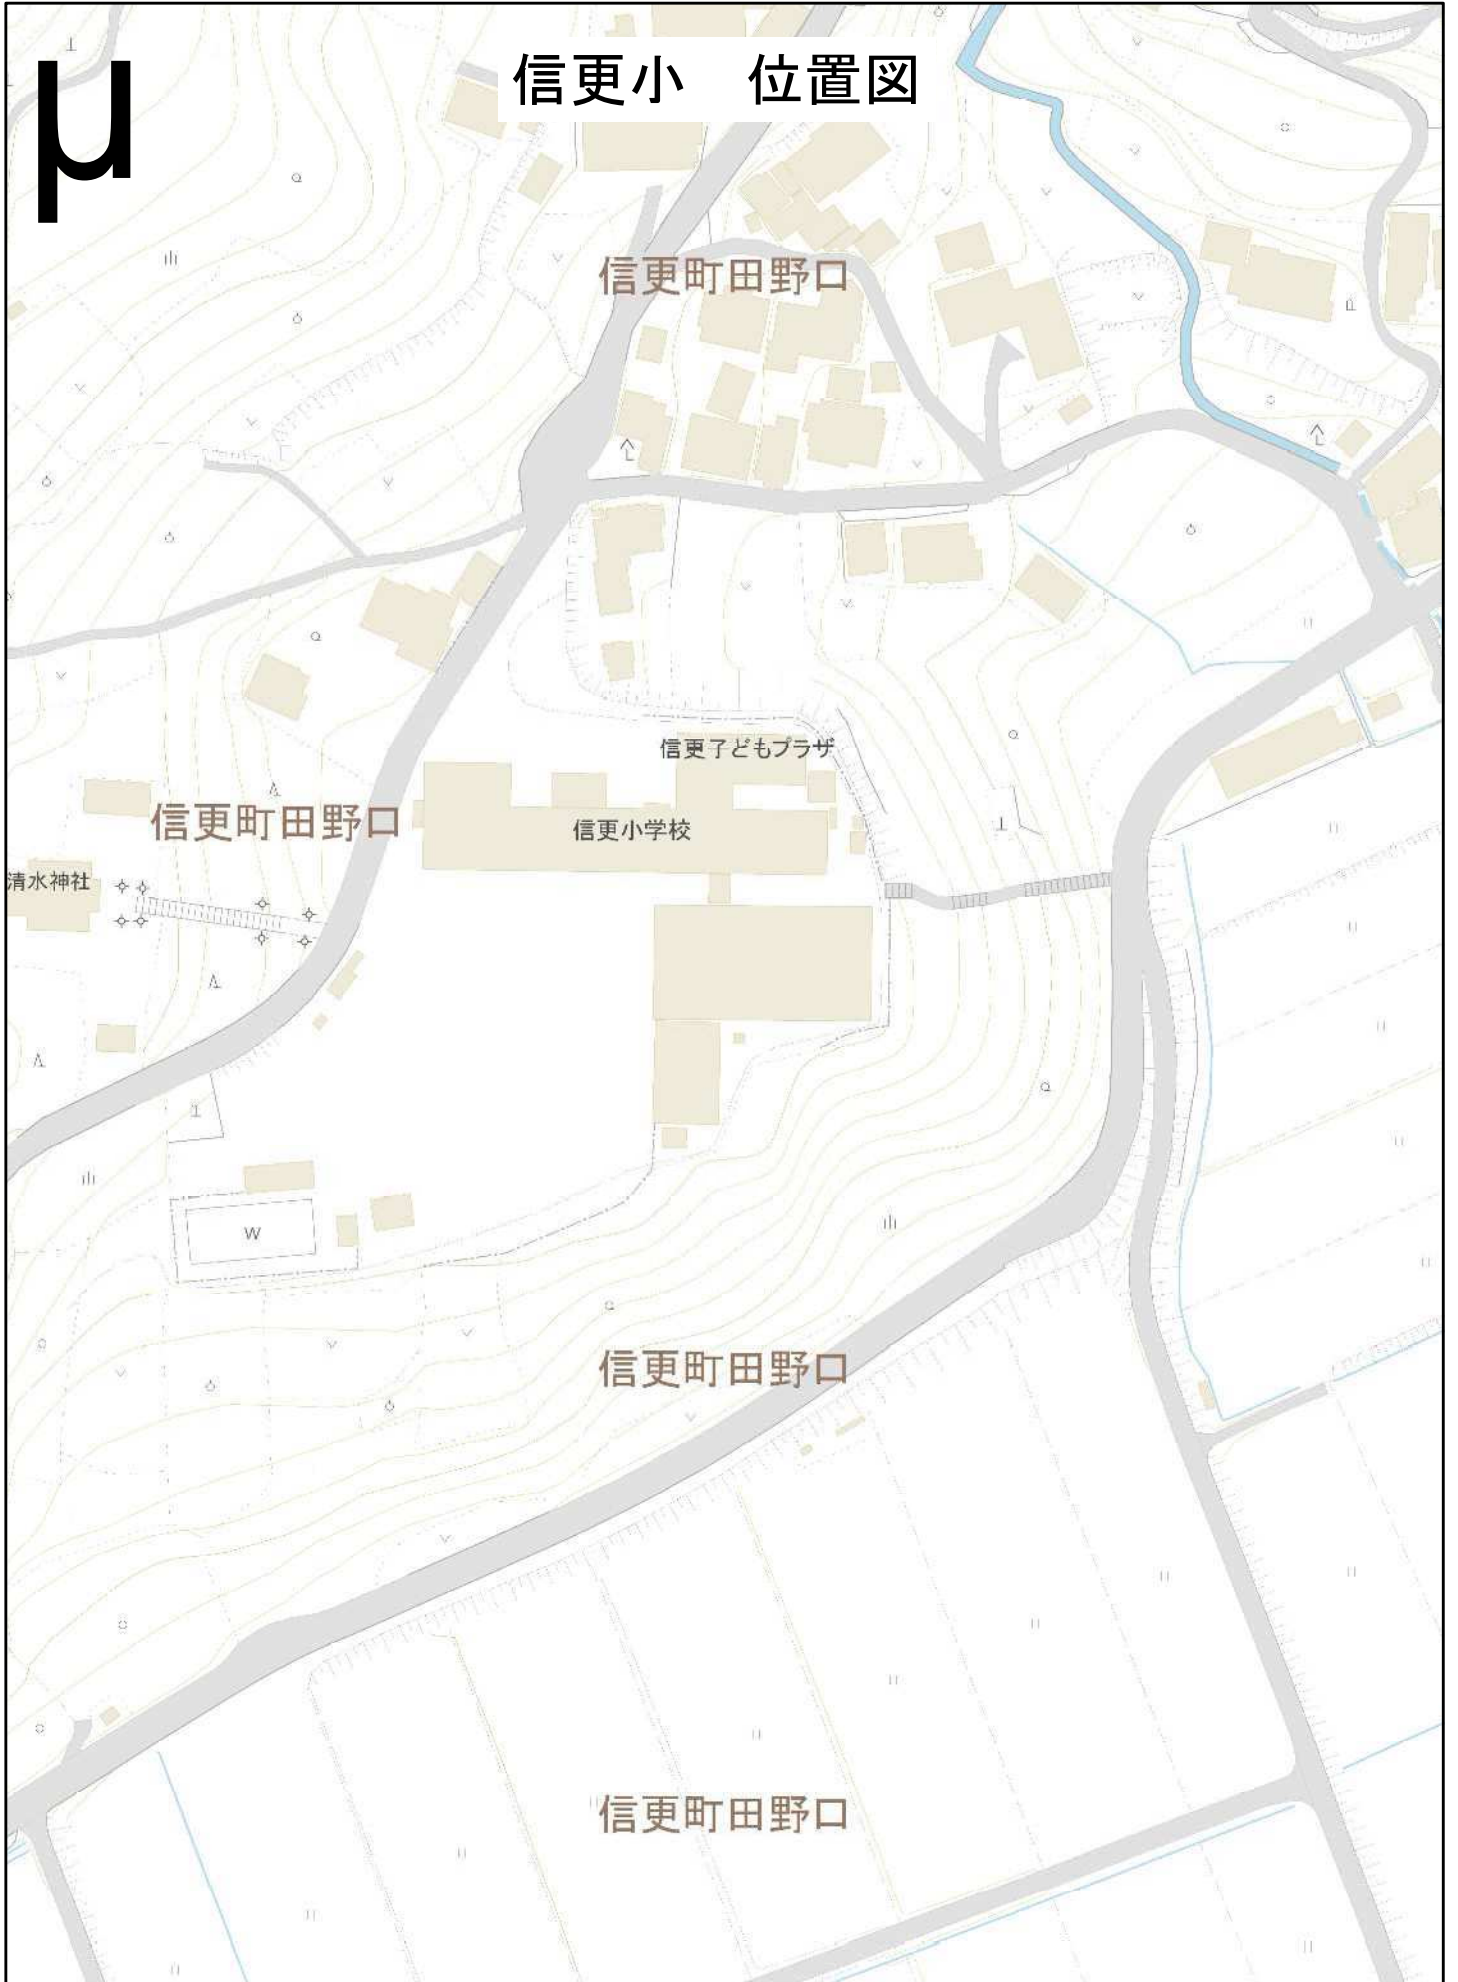 μ
信更小　位置図
信更町田野口
信更子どもプラザ
信更町田野口
信更小学校
清水神社
W
信更町田野口
信更町田野口